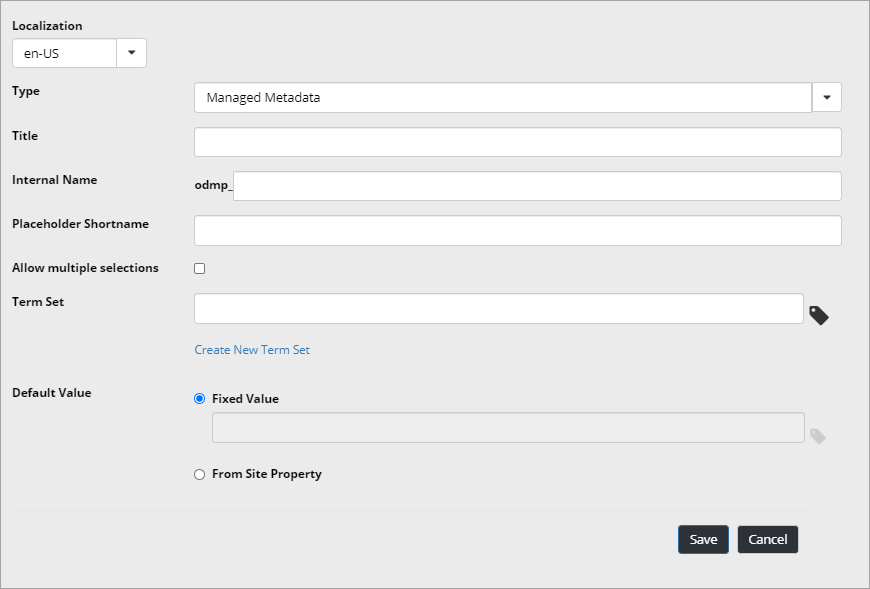 Localization
en-US
Type
Managed Metadata
Title
Internal Name
odmp_
Placeholder Shortname
Allow multiple selections
Term Set
Create New Term Set
Default Value
Fixed Value
From Site Property
Save
Cancel